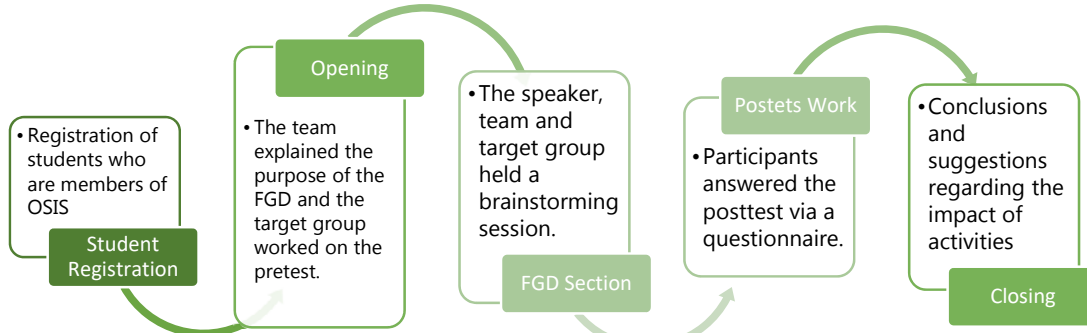 • Registration of
students who
are members of
OSIS
Student
Registration
Opening
• The team
explained the
purpose of the
FGD and the
target group
worked on the
pretest.
• The speaker,
team and
target group
held a
brainstorming
session.
FGD Section
Postets Work
• Participants
answered the
posttest via a
questionnaire.
• Conclusions
and
suggestions
regarding the
impact of
activities
Closing